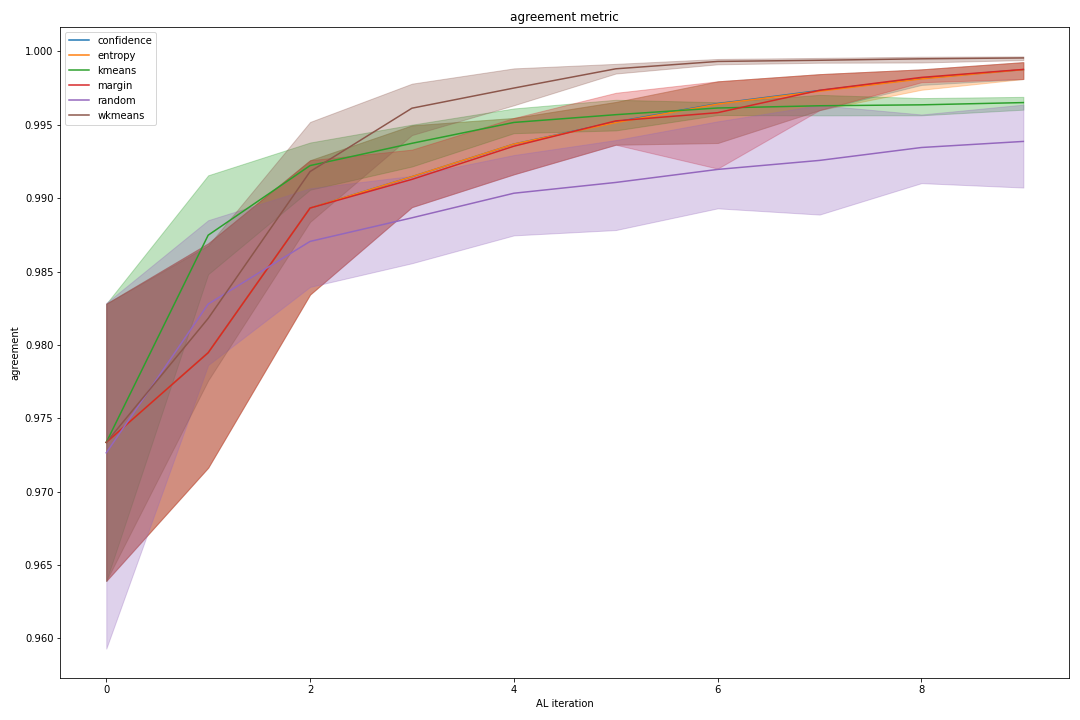 agreement metric
confidence
entropy
kmeans
margin
random
wkmeans
1.000
0.995
0.990
0.985
0.980
0.975
0.970
0.965
0.960
agreement
0 2 4 6 8
AL iteration